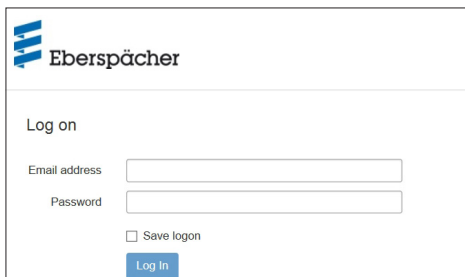 Eberspächer
Log on
Email address
Password
Save logon
Log In